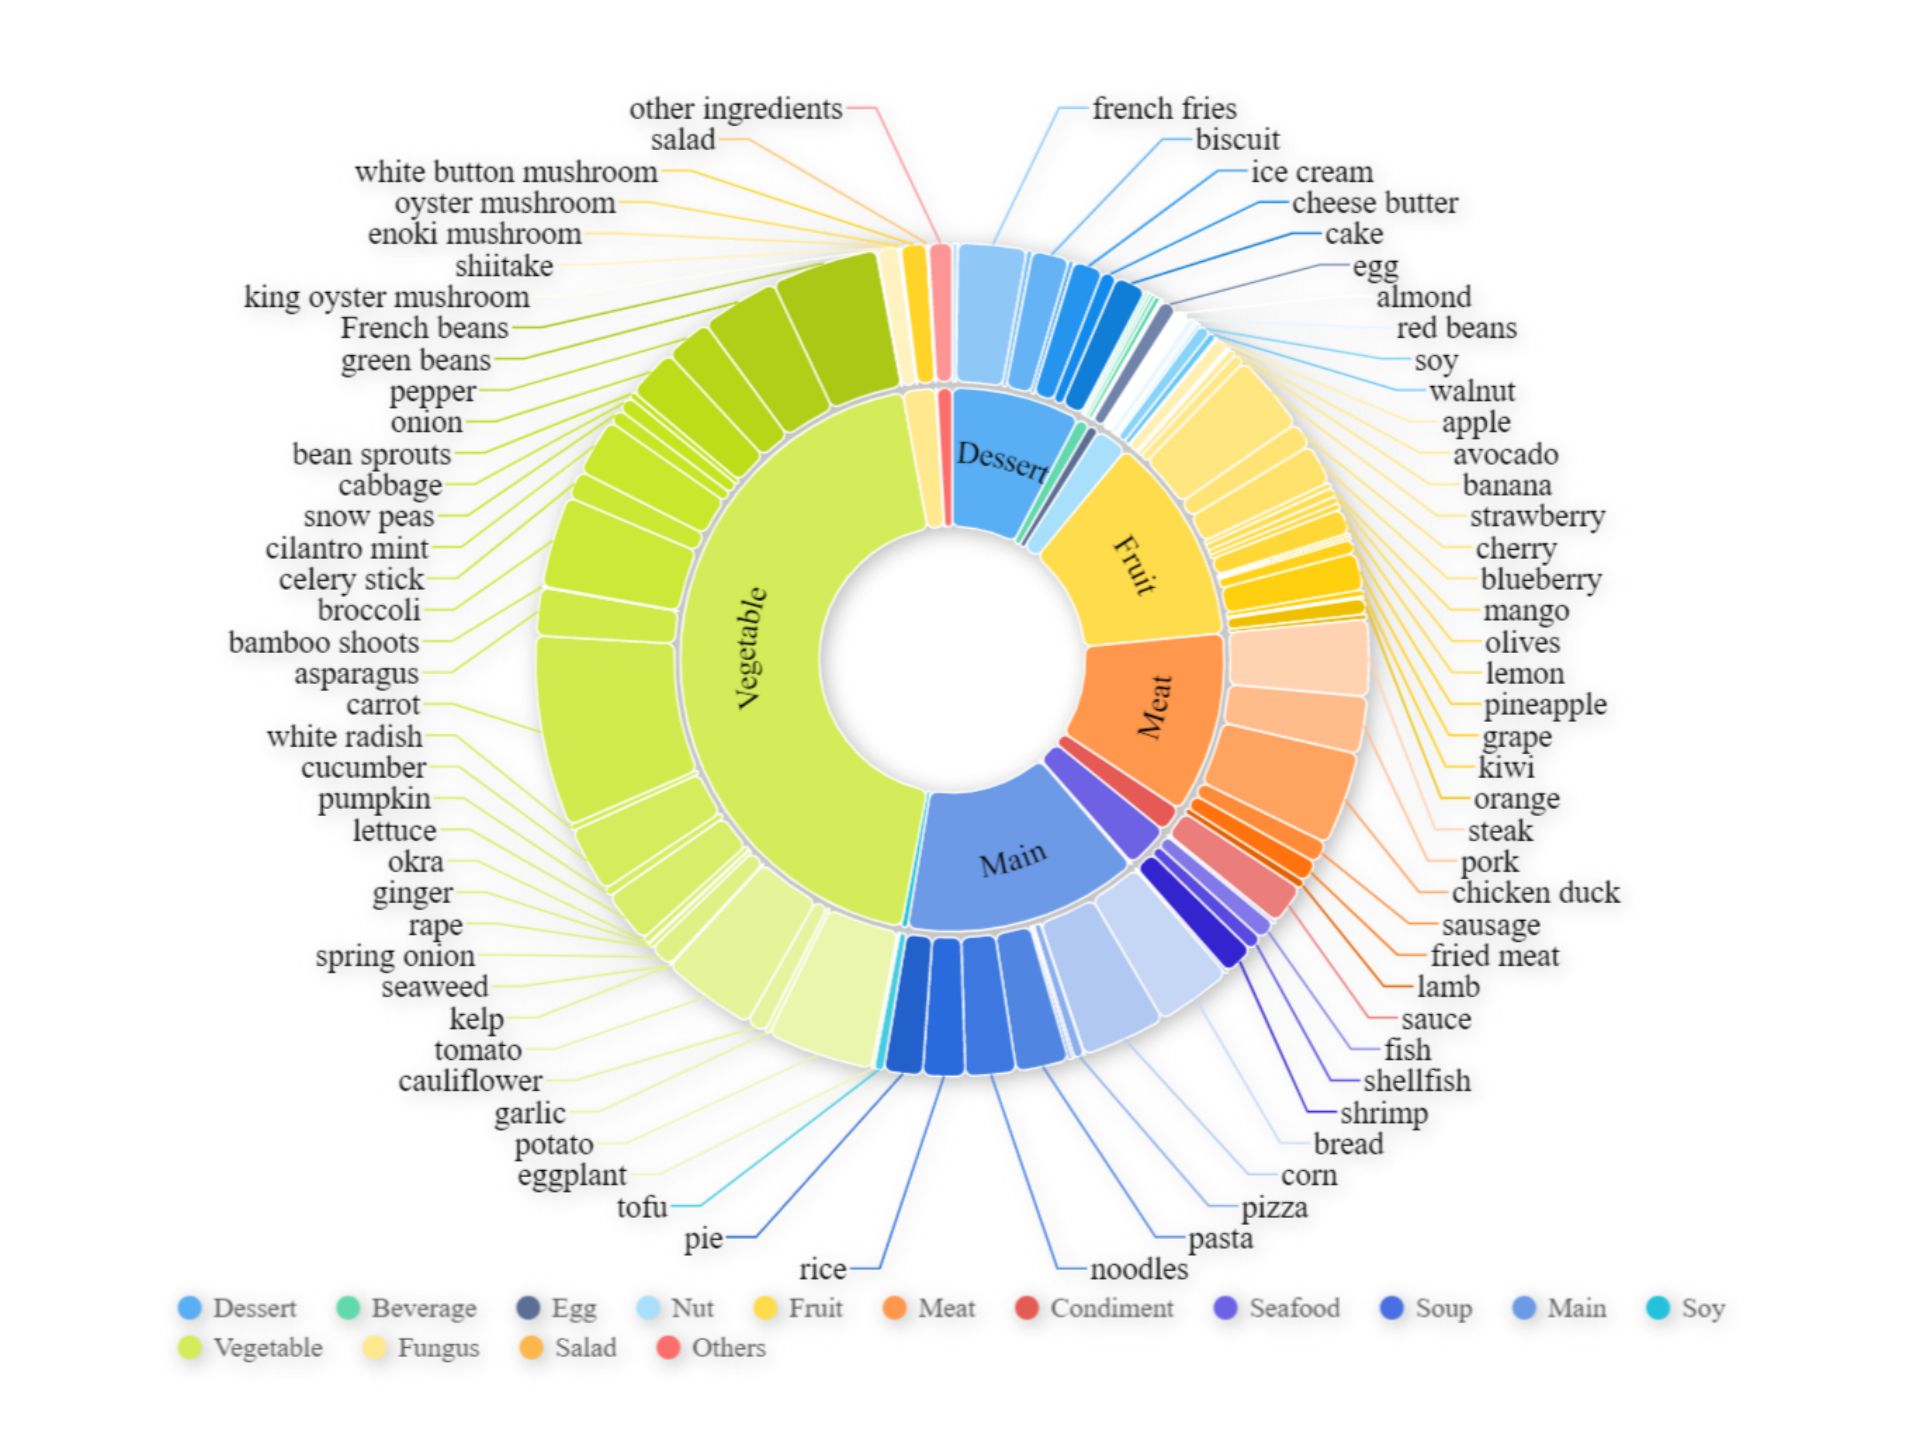 other ingredients
french fries
salad
biscuit
white button mushroom
ice cream
oyster mushroom
cheese butter
enoki mushroom
cake
shiitake
egg
king oyster mushroom
almond
French beans
red beans
green beans
soy
pepper
walnut
onion
apple
bean sprouts
avocado
cabbage
banana
snow peas
strawberry
cilantro mint
cherry
celery stick
blueberry
broccoli
mango
bamboo shoots
olives
asparagus
lemon
carrot
pineapple
white radish
grape
cucumber
kiwi
pumpkin
orange
lettuce
steak
okra
pork
ginger
chicken duck
rape
sausage
spring onion
fried meat
seaweed
lamb
kelp
sauce
tomato
fish
cauliflower
shellfish
garlic
shrimp
potato
bread
eggplant
corn
tofu
pizza
pie
pasta
rice
noodles
Dessert
Fruit
Meat
Main
Vegetable
Dessert Beverage Egg Nut Fruit Meat Condiment Seafood Soup Main Soy
Vegetable Fungus Salad Others